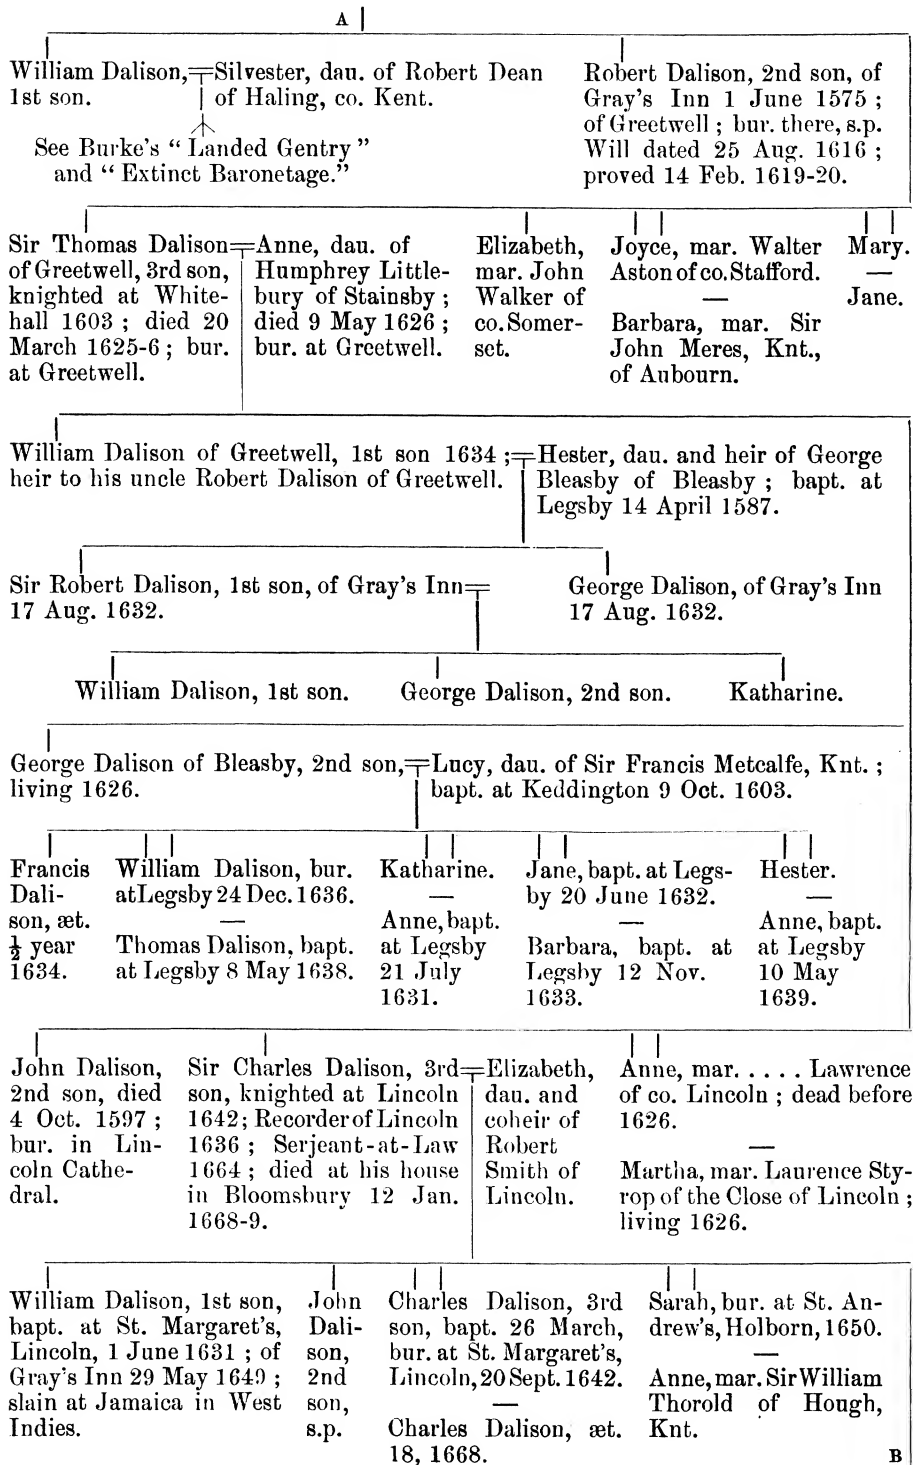 A
William Dalison,
1st son.
Silvester, dau. of Robert Dean
of Haling, co. Kent.
See Burke's “Landed Gentry”
and “Extinct Baronetage.”
Robert Dalison, 2nd son, of
Gray's Inn 1 June 1575 ;
of Greetwell ; bur. there, s.p.
Will dated 25 Aug. 1616 ;
proved 14 Feb. 1619-20.
Sir Thomas Dalison
of Greetwell, 3rd son,
knighted at White-
hall 1603 ; died 20
March 1625-6 ; bur.
at Greetwell.
Anne, dau. of
Humphrey Little-
bury of Stainsby ;
died 9 May 1626 ;
bur. at Greetwell.
Elizabeth,
mar. John
Walker of
co. Somer-
set.
Joyce, mar. Walter
Aston of co. Stafford.
—
Barbara, mar. Sir
John Meres, Knt.,
of Aubourn.
Mary.
—
Jane.
William Dalison of Greetwell, 1st son 1634 ;
heir to his uncle Robert Dalison of Greetwell.
Hester, dau. and heir of George
Bleasby of Bleasby ; bapt. at
Legsby 14 April 1587.
Sir Robert Dalison, 1st son, of Gray's Inn
17 Aug. 1632.
George Dalison, of Gray's Inn
17 Aug. 1632.
William Dalison, 1st son.
George Dalison, 2nd son.
Katharine.
George Dalison of Bleasby, 2nd son,
living 1626.
Lucy, dau. of Sir Francis Metcalfe, Knt. ;
bapt. at Keddington 9 Oct. 1603.
Francis
Dali-
son, æt.
½ year
1634.
William Dalison, bur.
at Legsby 24 Dec. 1636.
—
Thomas Dalison, bapt.
at Legsby 8 May 1638.
Katharine.
—
Anne, bapt.
at Legsby
21 July
1631.
Jane, bapt. at Legs-
by 20 June 1632.
—
Barbara, bapt. at
Legsby 12 Nov.
1633.
Hester.
—
Anne, bapt.
at Legsby
10 May
1639.
John Dalison,
2nd son, died
4 Oct. 1597 ;
bur. in Lin-
coln Cathe-
dral.
Sir Charles Dalison, 3rd
son, knighted at Lincoln
1642 ; Recorder of Lincoln
1636 ; Serjeant-at-Law
1664 ; died at his house
in Bloomsbury 12 Jan.
1668-9.
Elizabeth,
dau. and
coheir of
Robert
Smith of
Lincoln.
Anne, mar. . . . . . Lawrence
of co. Lincoln ; dead before
1626.
—
Martha, mar. Laurence Sty-
rop of the Close of Lincoln ;
living 1626.
William Dalison, 1st son,
bapt. at St. Margaret's,
Lincoln, 1 June 1631 ; of
Gray's Inn 29 May 1649 ;
slain at Jamaica in West
Indies.
John
Dali-
son,
2nd
son,
s.p.
Charles Dalison, 3rd
son, bapt. 26 March,
bur. at St. Margaret's,
Lincoln, 20 Sept. 1642.
—
Charles Dalison, æt.
18, 1668.
Sarah, bur. at St. An-
drew's, Holborn, 1650.
—
Anne, mar. Sir William
Thorold of Hough,
Knt.
B